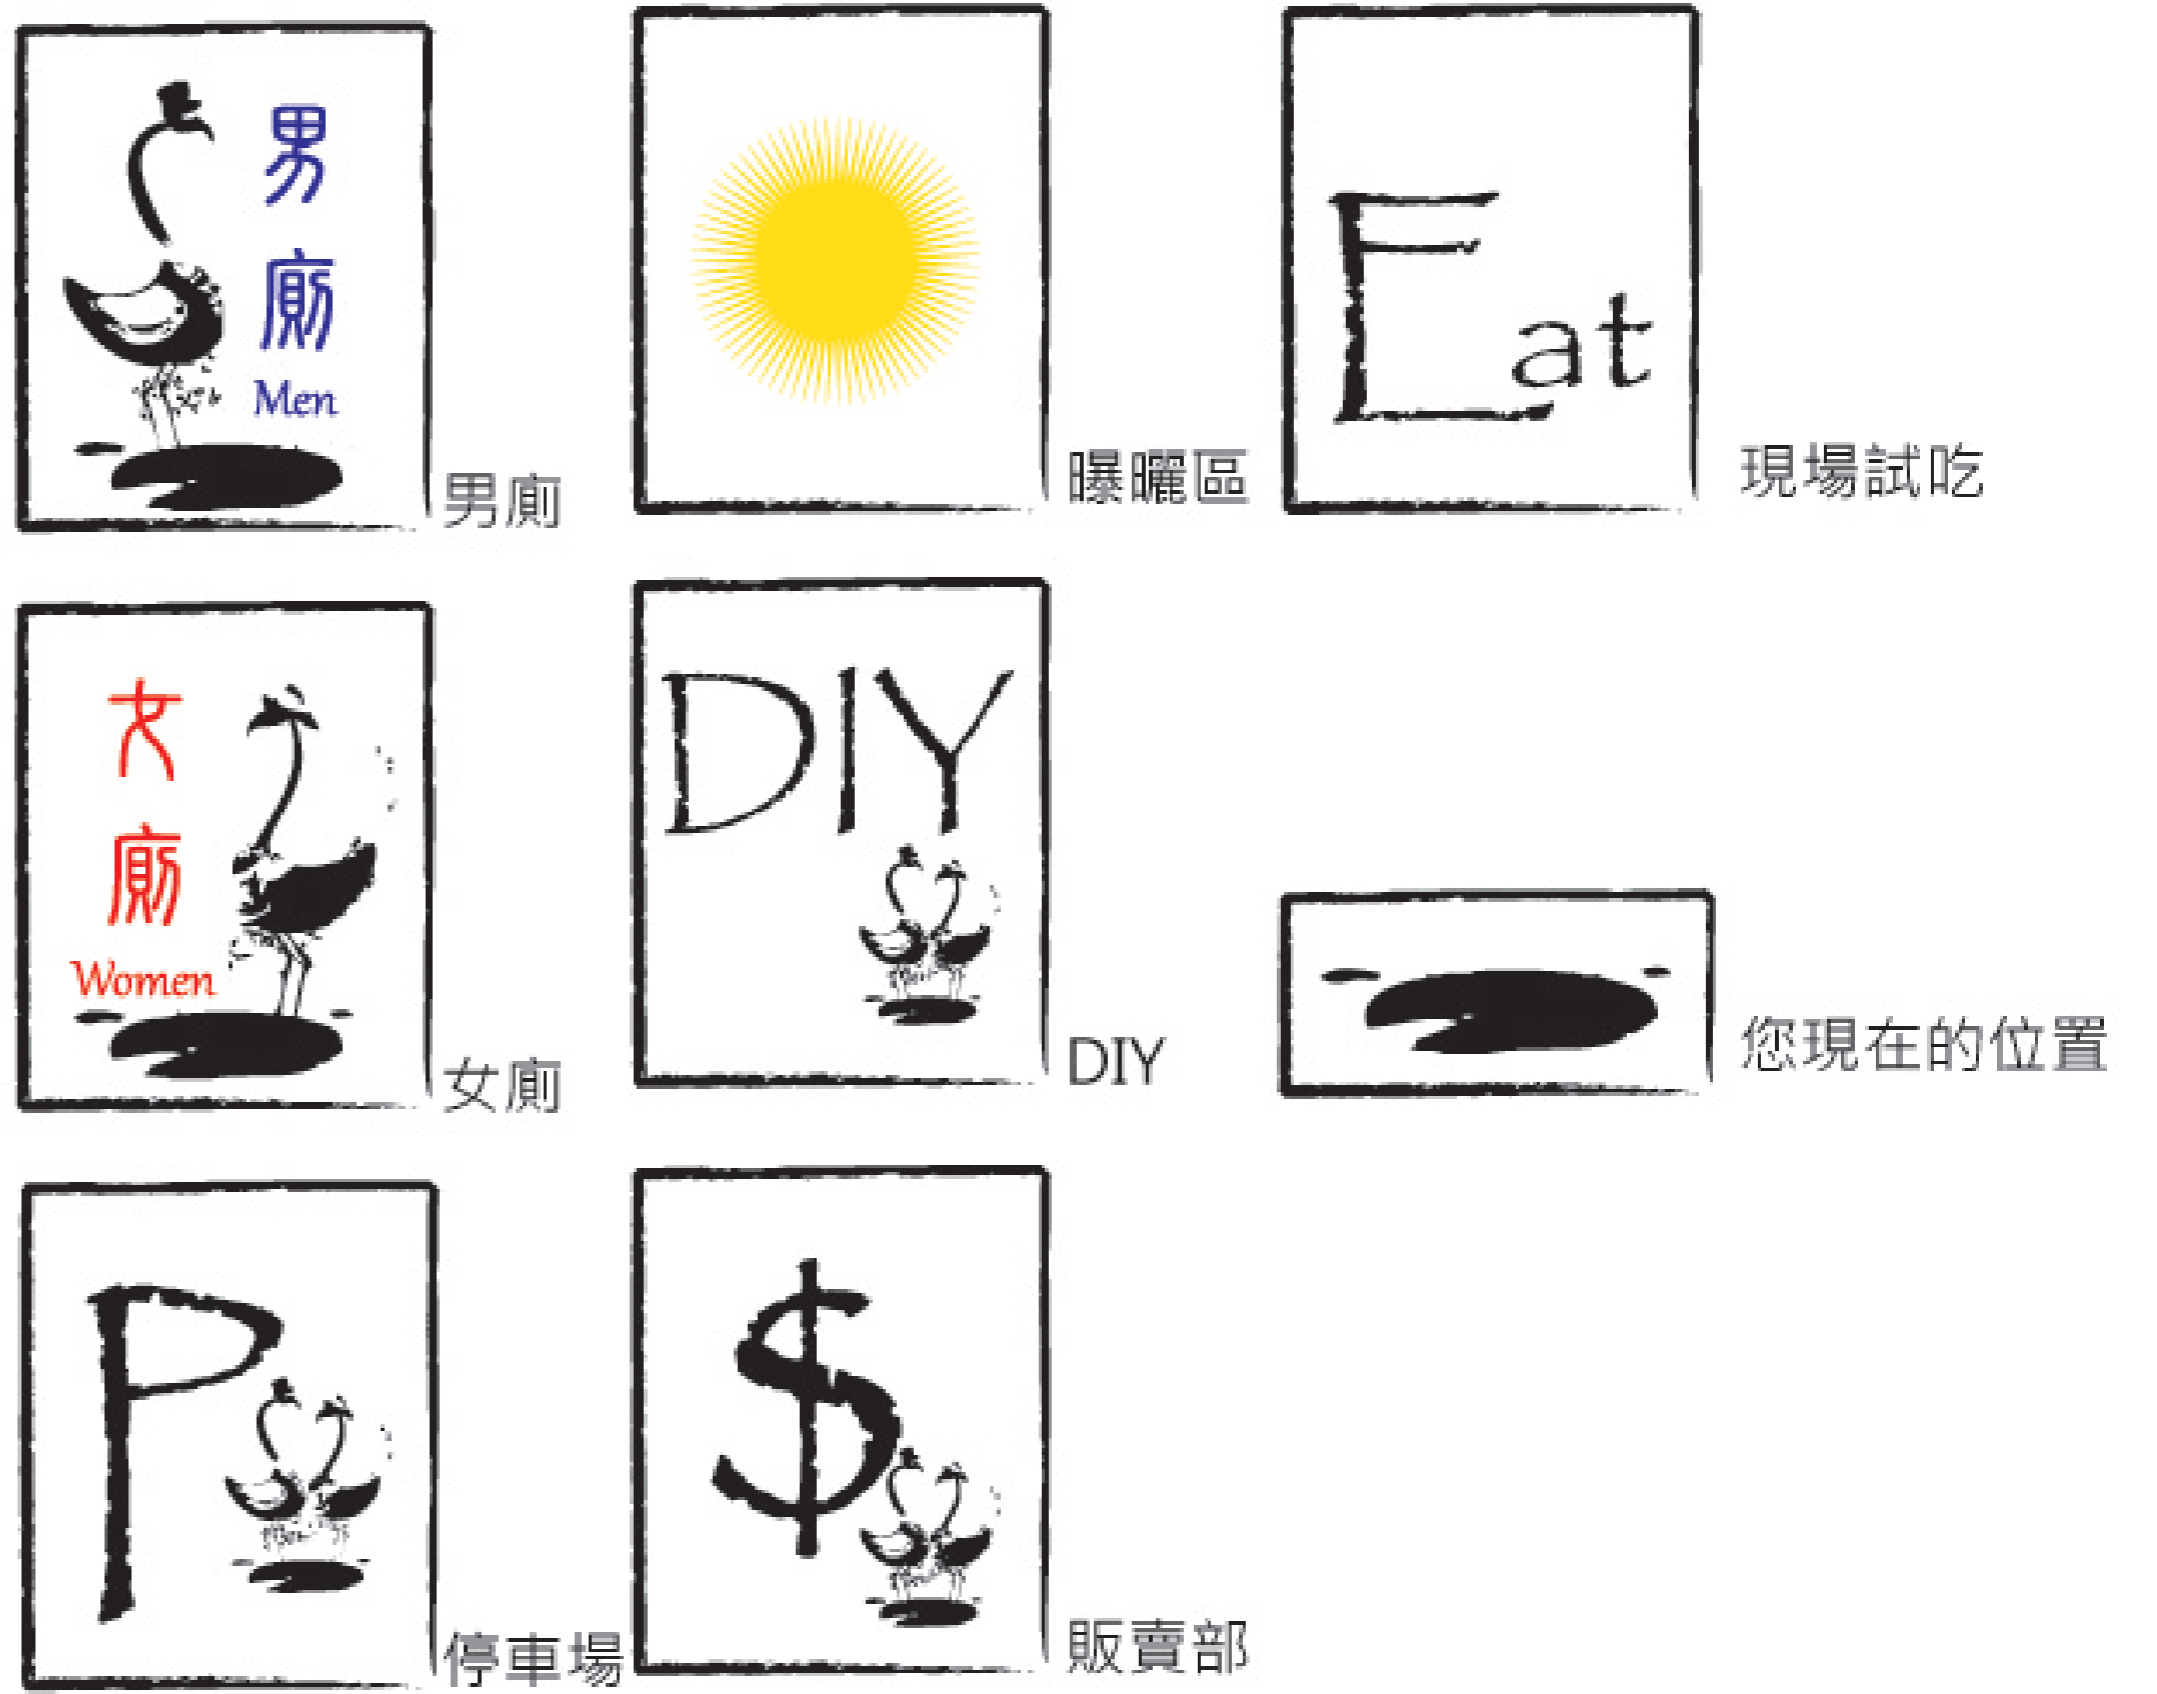 男
廁
Men
男廁
曝曬區
Eat
現場試吃
女
廁
Women
女廁
DIY
DIY
您現在的位置
P
停車場
$
販賣部